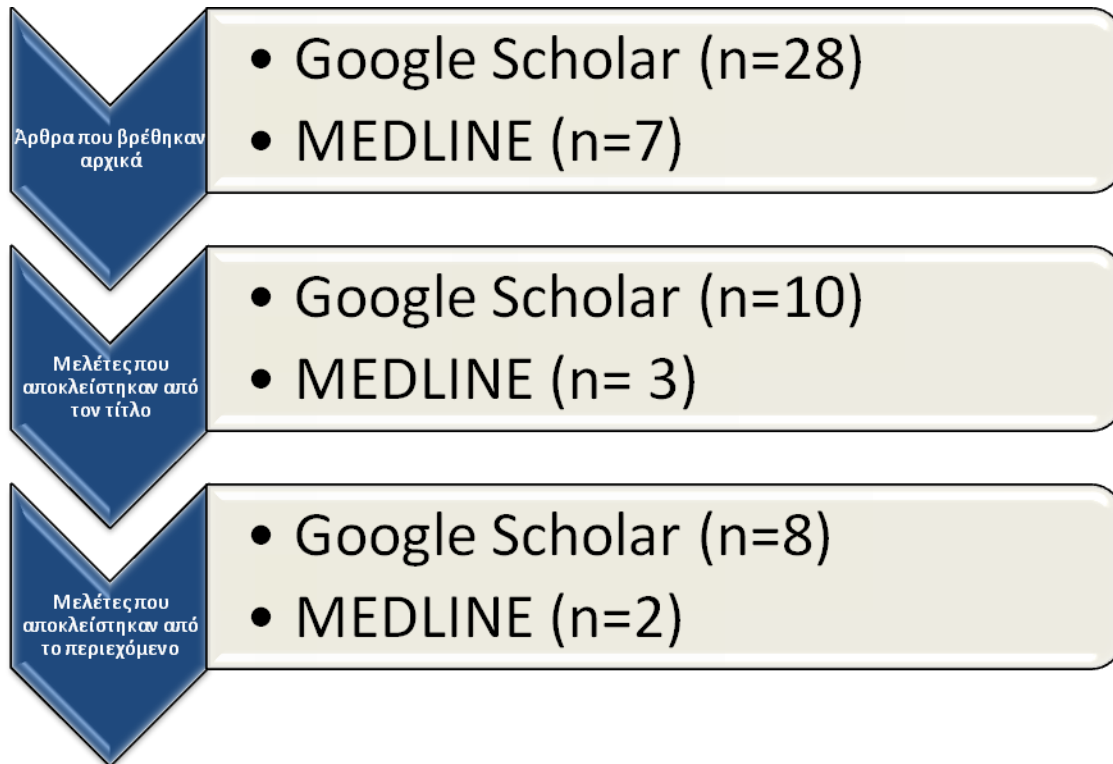 Άρθρα που βρέθηκαν
αρχικά
• Google Scholar (n=28)
• MEDLINE (n=7)
Μελέτες που
αποκλείστηκαν από
τον τίτλο
• Google Scholar (n=10)
• MEDLINE (n= 3)
Μελέτες που
αποκλείστηκαν από
το περιεχόμενο
• Google Scholar (n=8)
• MEDLINE (n=2)